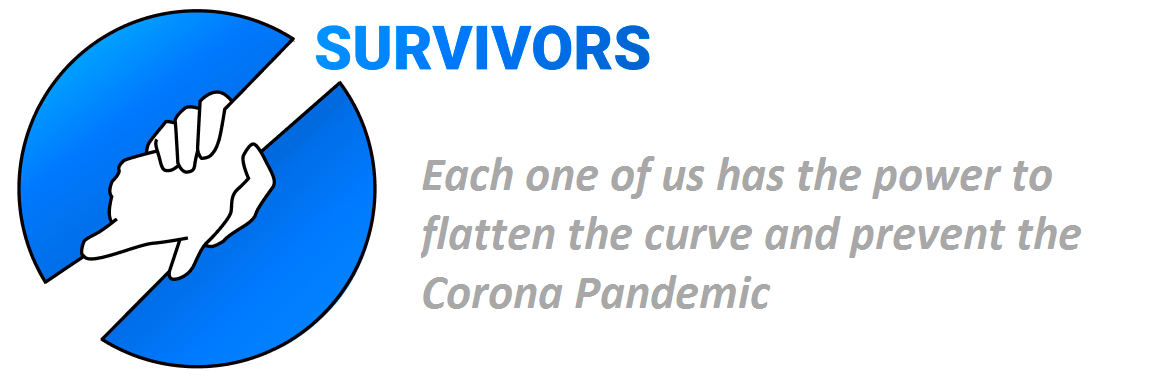 SURVIVORS
Each one of us has the power to
flatten the curve and prevent the
Corona Pandemic